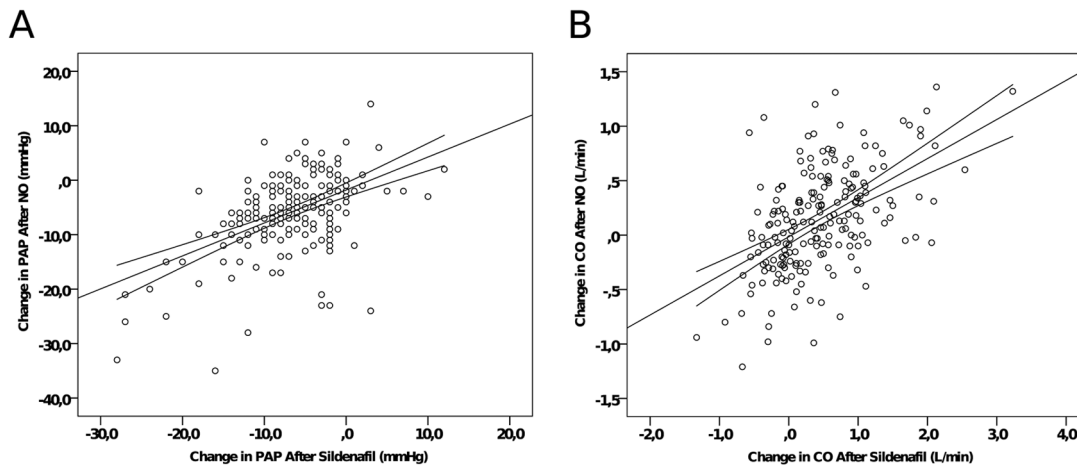 A
B
20,0
10,0
,0
-10,0
-20,0
-30,0
-40,0
Change in PAP After NO (mmHg)
-30,0 -20,0 -10,0 ,0 10,0 20,0
Change in PAP After Sildenafil (mmHg)
1,5
1,0
,5
,0
-,5
-1,0
-1,5
Change in CO After NO (L/min)
-2,0 -1,0 ,0 1,0 2,0 3,0 4,0
Change in CO After Sildenafil (L/min)